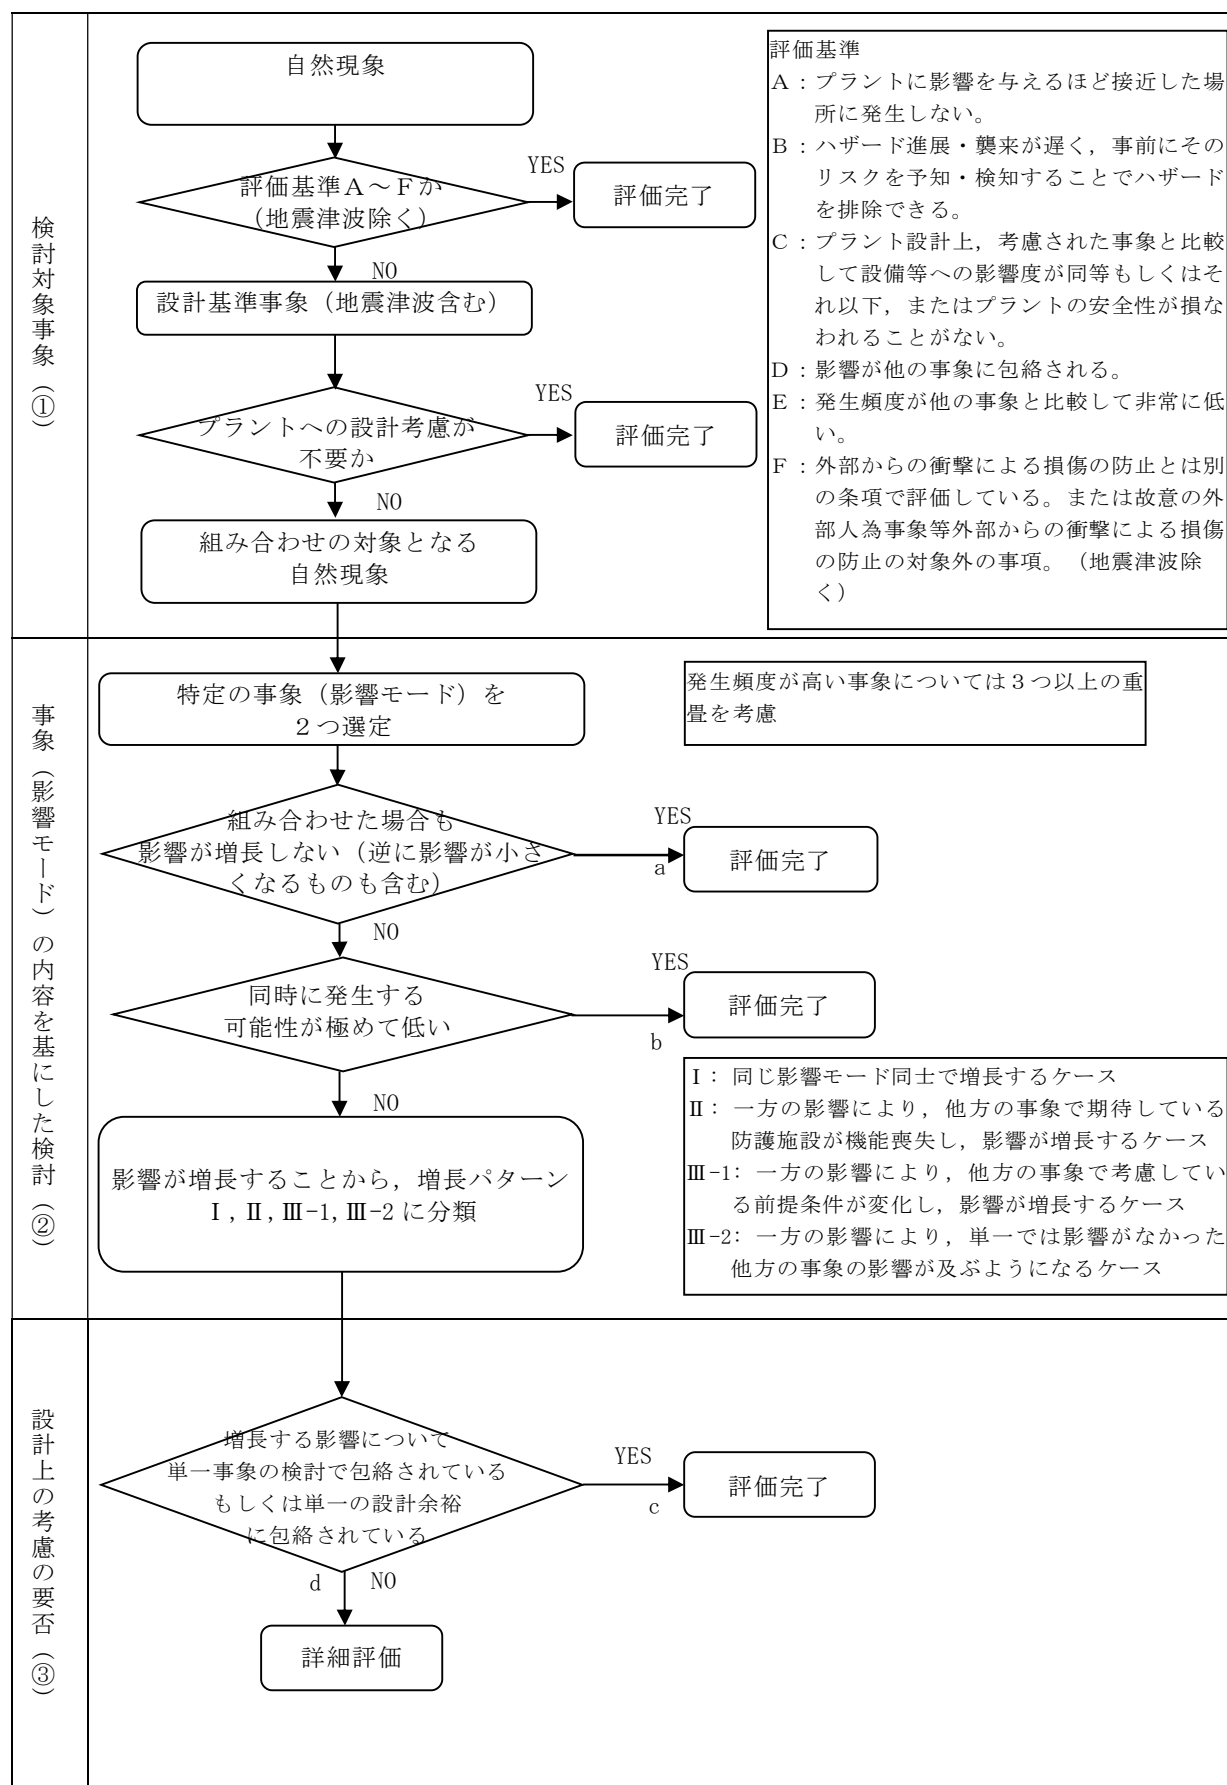 検討対象事象（①）
自然現象
評価基準Ａ～Ｆか
（地震津波除く）
YES
評価完了
NO
設計基準事象（地震津波含む）
プラントへの設計考慮が
不要か
YES
評価完了
NO
組み合わせの対象となる
自然現象
評価基準
Ａ：プラントに影響を与えるほど接近した場
所に発生しない。
Ｂ：ハザード進展・襲来が遅く，事前にその
リスクを予知・検知することでハザード
を排除できる。
Ｃ：プラント設計上，考慮された事象と比較
して設備等への影響度が同等もしくはそ
れ以下，またはプラントの安全性が損な
われることがない。
Ｄ：影響が他の事象に包絡される。
Ｅ：発生頻度が他の事象と比較して非常に低
い。
Ｆ：外部からの衝撃による損傷の防止とは別
の条項で評価している。または故意の外
部人為事象等外部からの衝撃による損傷
の防止の対象外の事項。（地震津波除
く）
事象（影響モード）の内容を基にした検討（②）
特定の事象（影響モード）を
２つ選定
発生頻度が高い事象については３つ以上の重
畳を考慮
組み合わせた場合も
影響が増長しない（逆に影響が小さ
くなるものも含む）
YES
a
評価完了
NO
同時に発生する
可能性が極めて低い
YES
b
評価完了
NO
影響が増長することから，増長パターン
Ⅰ,Ⅱ,Ⅲ-1,Ⅲ-2 に分類
Ⅰ： 同じ影響モード同士で増長するケース
Ⅱ： 一方の影響により，他方の事象で期待している
防護施設が機能喪失し，影響が増長するケース
Ⅲ-1： 一方の影響により，他方の事象で考慮してい
る前提条件が変化し，影響が増長するケース
Ⅲ-2： 一方の影響により，単一では影響がなかった
他方の事象の影響が及ぶようになるケース
設計上の考慮の要否（③）
増長する影響について
単一事象の検討で包絡されている
もしくは単一の設計余裕
に包絡されている
YES
c
評価完了
d
NO
詳細評価